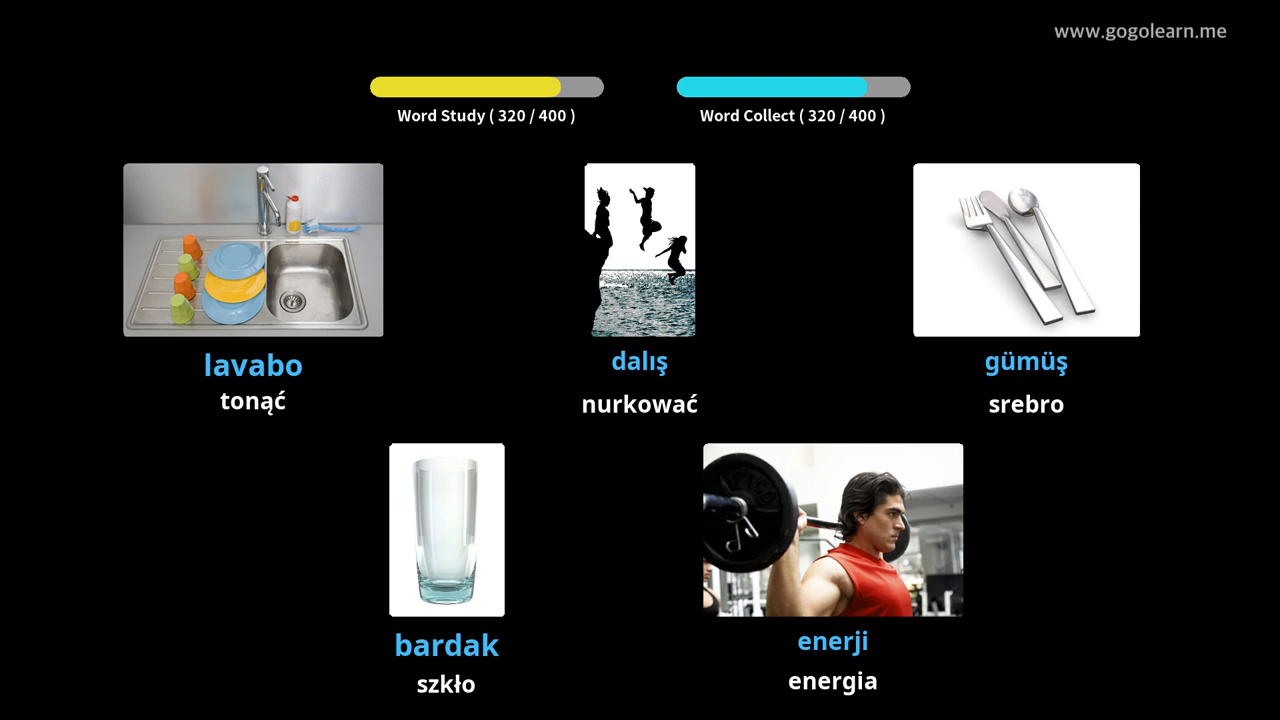 www.gogolearn.me
Word Study ( 320 / 400 )
Word Collect ( 320 / 400 )
lavabo
tonąć
dalış
nurkować
gümüş
srebro
bardak
szkło
enerji
energia